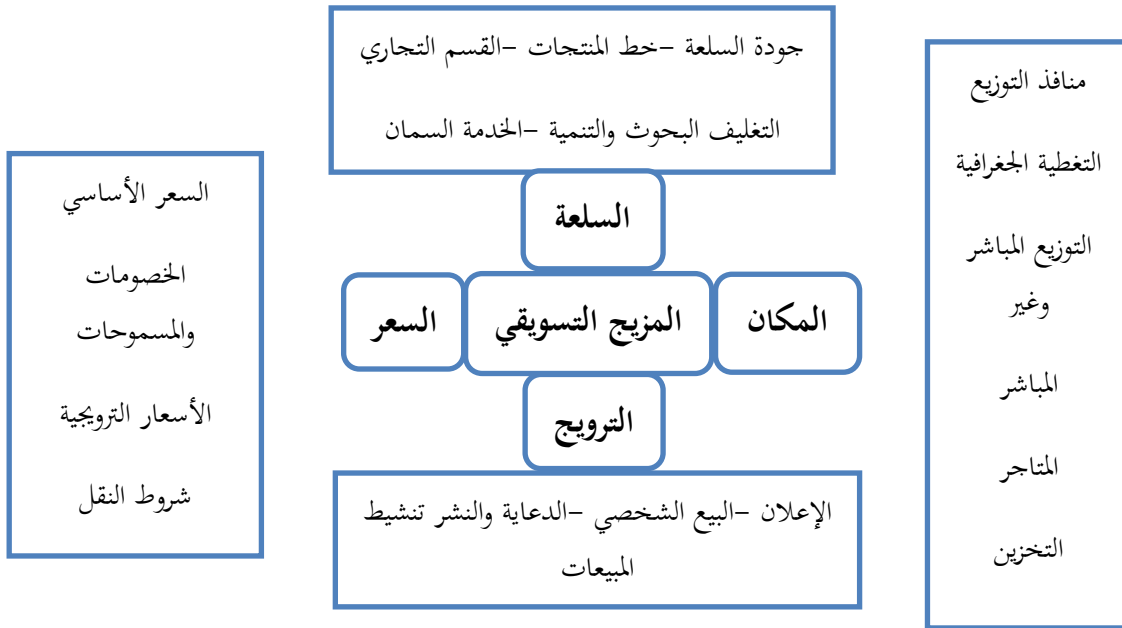 جودة السلعة –خط المنتجات –القسم التجاري
التغليف البحوث والتنمية –الخدمة السمان
منافذ التوزيع
التغطية الجغرافية
التوزيع المباشر
وغير
المباشر
المتاجر
التخزين
السعر الأساسي
الخصومات
والمسموحات
الأسعار الترويجية
شروط النقل
السلعة
المكان
المزيج التسويقي
السعر
الترويج
الإعلان –البيع الشخصي –الدعاية والنشر تنشيط
المبيعات